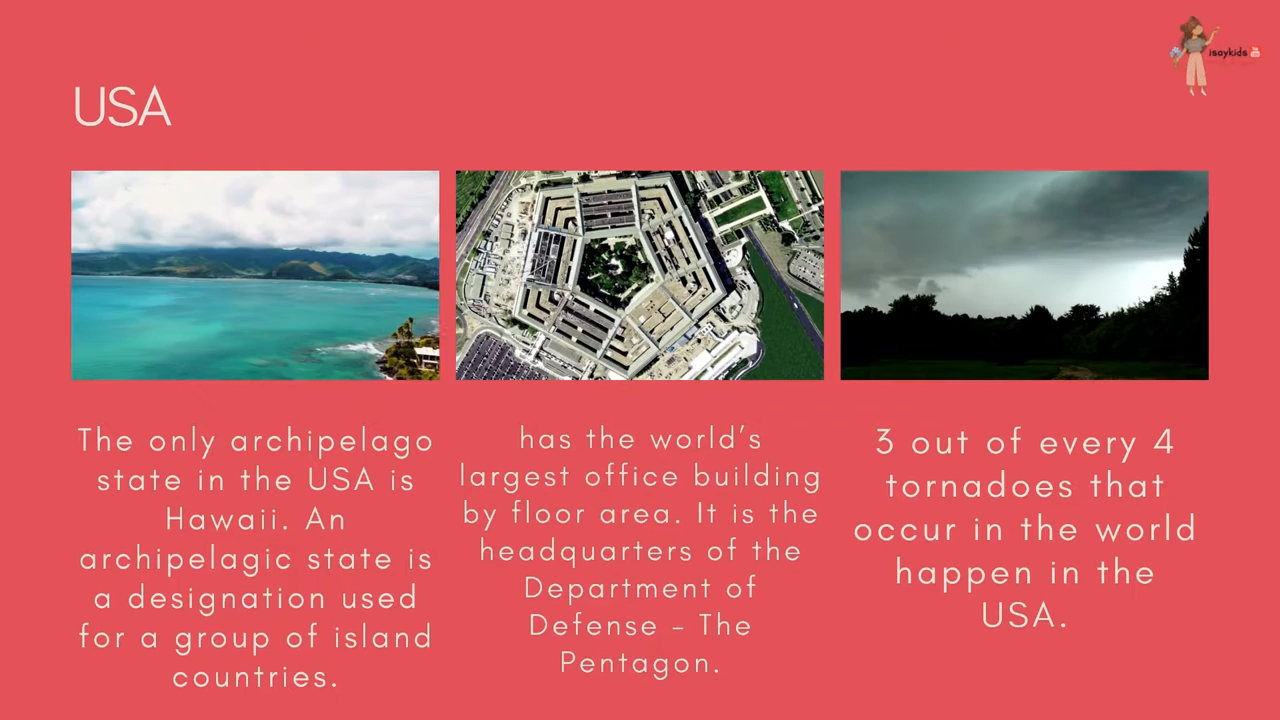 isaykids
USA
The only archipelago
state in the USA is
Hawaii. An
archipelagic state is
a designation used
for a group of island
countries.
has the world's
largest office building
by floor area. It is the
headquarters of the
Department of
Defense - The
Pentagon.
3 out of every 4
tornadoes that
occur in the world
happen in the
USA.